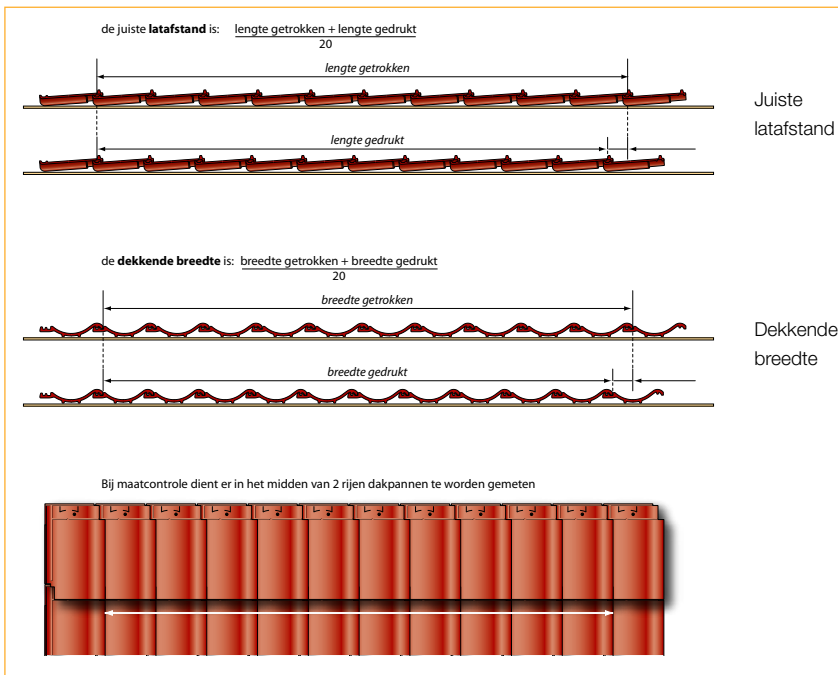 de juiste latafstand is: lengte getrokken + lengte gedrukt
20
lengte getrokken
Juiste
latafstand
lengte gedrukt
de dekkende breedte is: breedte getrokken + breedte gedrukt
20
breedte getrokken
Dekkende
breedte
breedte gedrukt
Bij maatcontrole dient er in het midden van 2 rijen dakpannen te worden gemeten